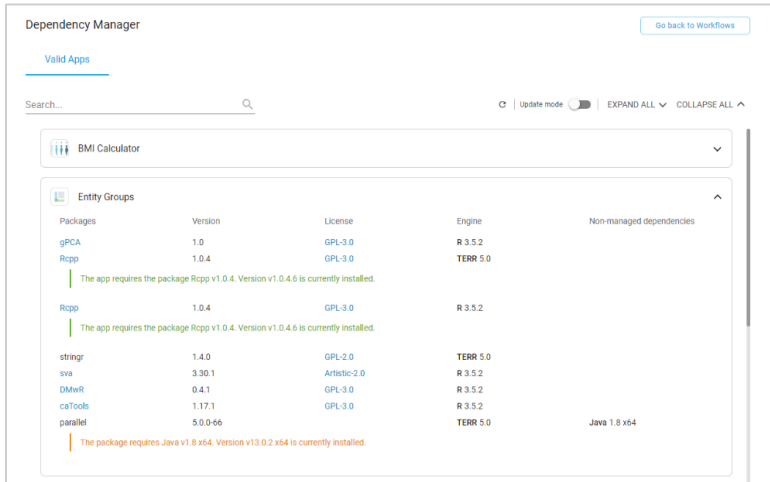 Dependency Manager
Go back to Workflows
Valid Apps
Search...
Update mode
EXPAND ALL
COLLAPSE ALL
BMI Calculator
Entity Groups
Packages Version License Engine Non-managed dependencies
gPCA 1.0 GPL-3.0 R 3.5.2
Rcpp 1.0.4 GPL-3.0 TERR 5.0
The app requires the package Rcpp v1.0.4. Version v1.0.4.6 is currently installed.
Rcpp 1.0.4 GPL-3.0 R 3.5.2
The app requires the package Rcpp v1.0.4. Version v1.0.4.6 is currently installed.
stringr 1.4.0 GPL-2.0 TERR 5.0
sva 3.30.1 Artistic-2.0 R 3.5.2
DMwR 0.4.1 GPL-3.0 R 3.5.2
caTools 1.17.1 GPL-3.0 R 3.5.2
parallel 5.0.0-66 TERR 5.0 Java 1.8 x64
The package requires Java v1.8 x64. Version v13.0.2 x64 is currently installed.